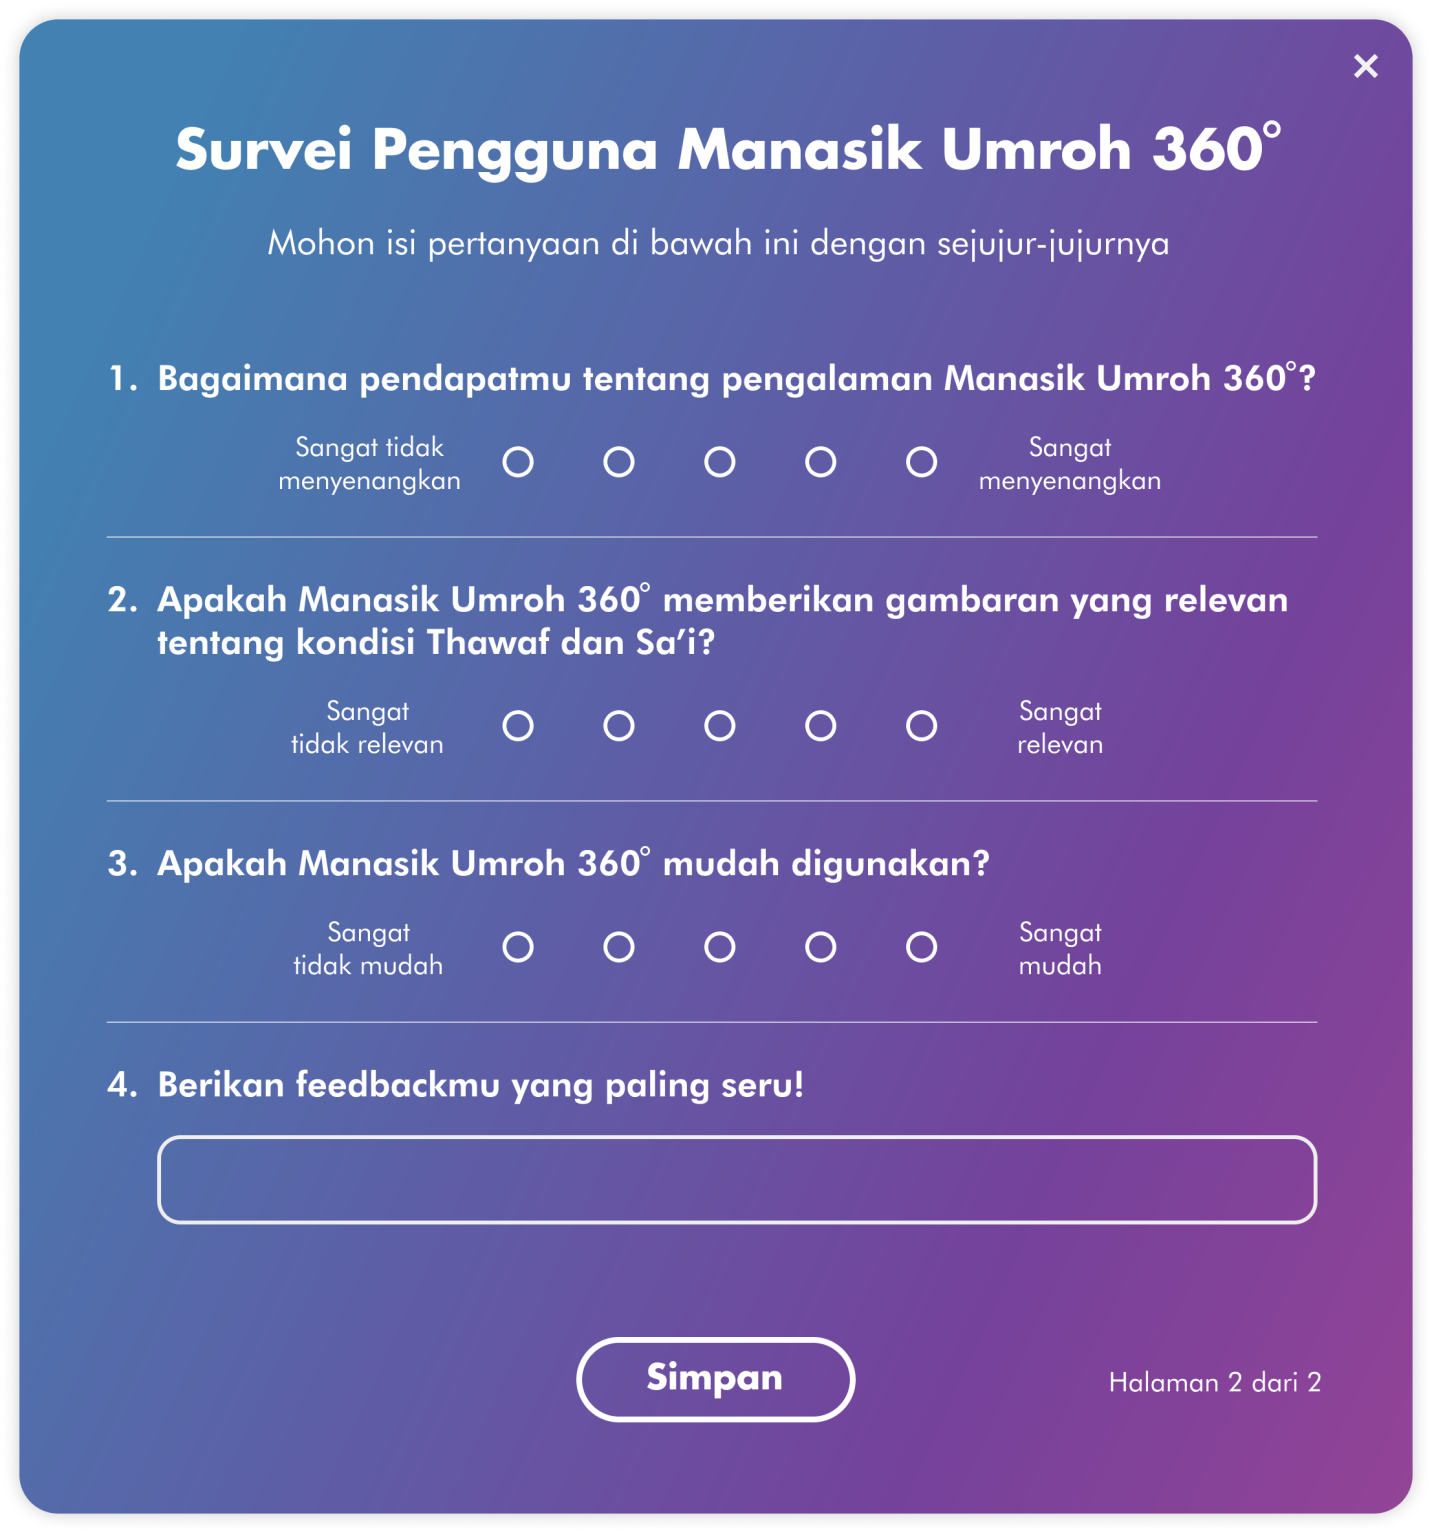 Survei Pengguna Manasik Umroh 360°
Mohon isi pertanyaan di bawah ini dengan sejujur-jujurnya
1. Bagaimana pendapatmu tentang pengalaman Manasik Umroh 360°?
Sangat tidak
menyenangkan
Sangat
menyenangkan
2. Apakah Manasik Umroh 360° memberikan gambaran yang relevan
tentang kondisi Thawaf dan Sa’i?
Sangat
tidak relevan
Sangat
relevan
3. Apakah Manasik Umroh 360° mudah digunakan?
Sangat
tidak mudah
Sangat
mudah
4. Berikan feedbackmu yang paling seru!
Simpan
Halaman 2 dari 2